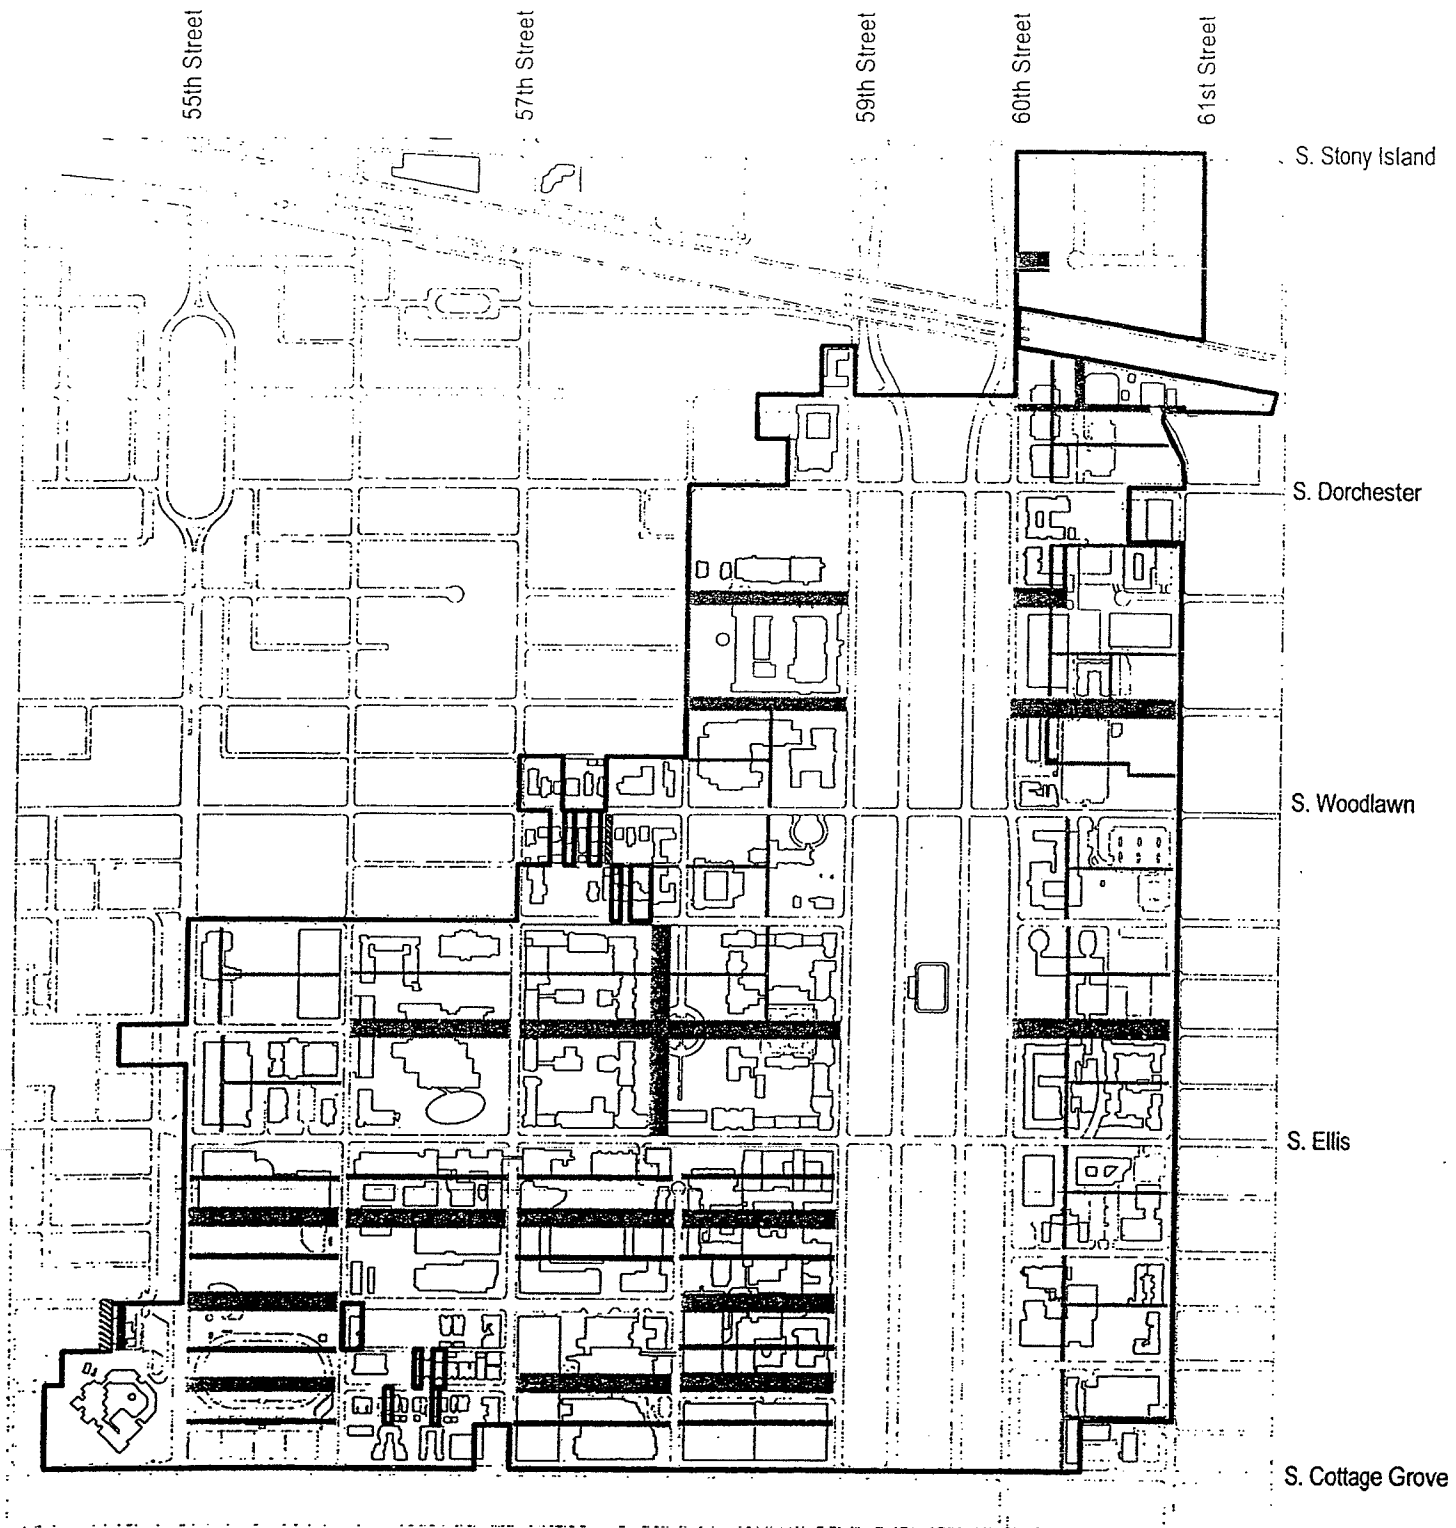 55th Street
57th Street
59th Street
60th Street
61st Street
S. Stony Island
S. Dorchester
S. Woodlawn
S. Ellis
S. Cottage Grove